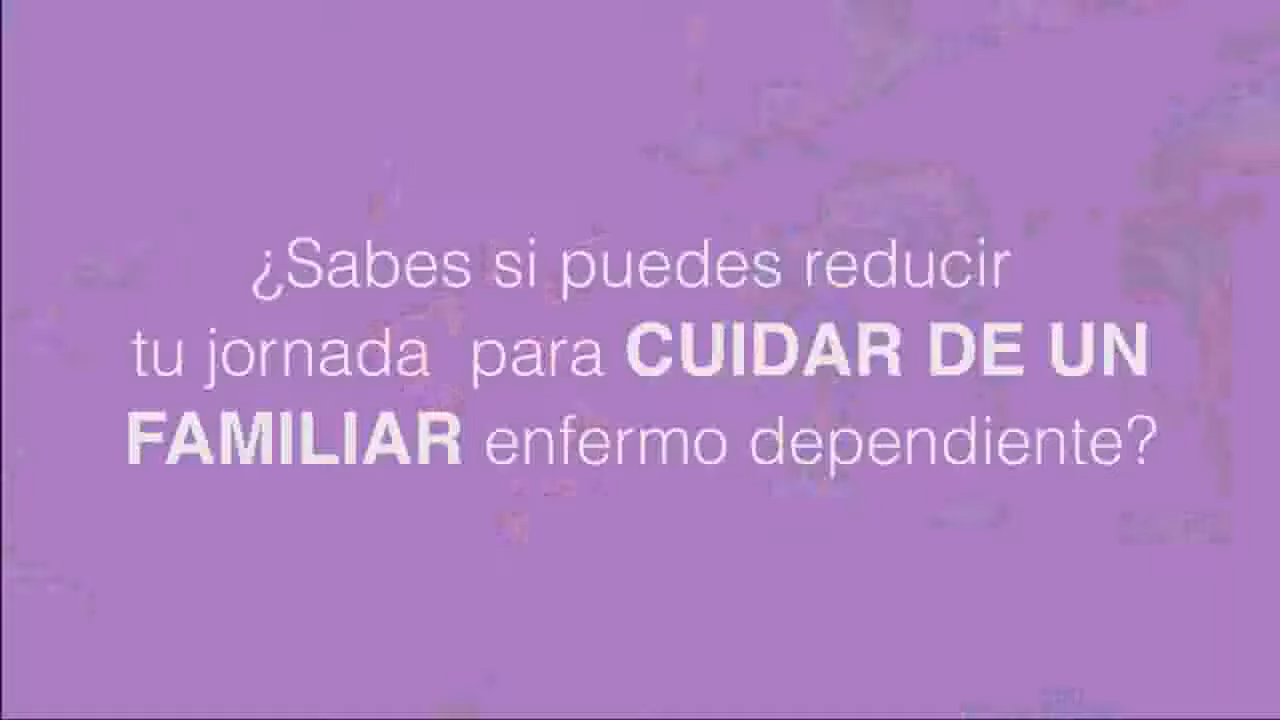 ¿Sabes si puedes reducir
tu jornada para CUIDAR DE UN
FAMILIAR enfermo dependiente?